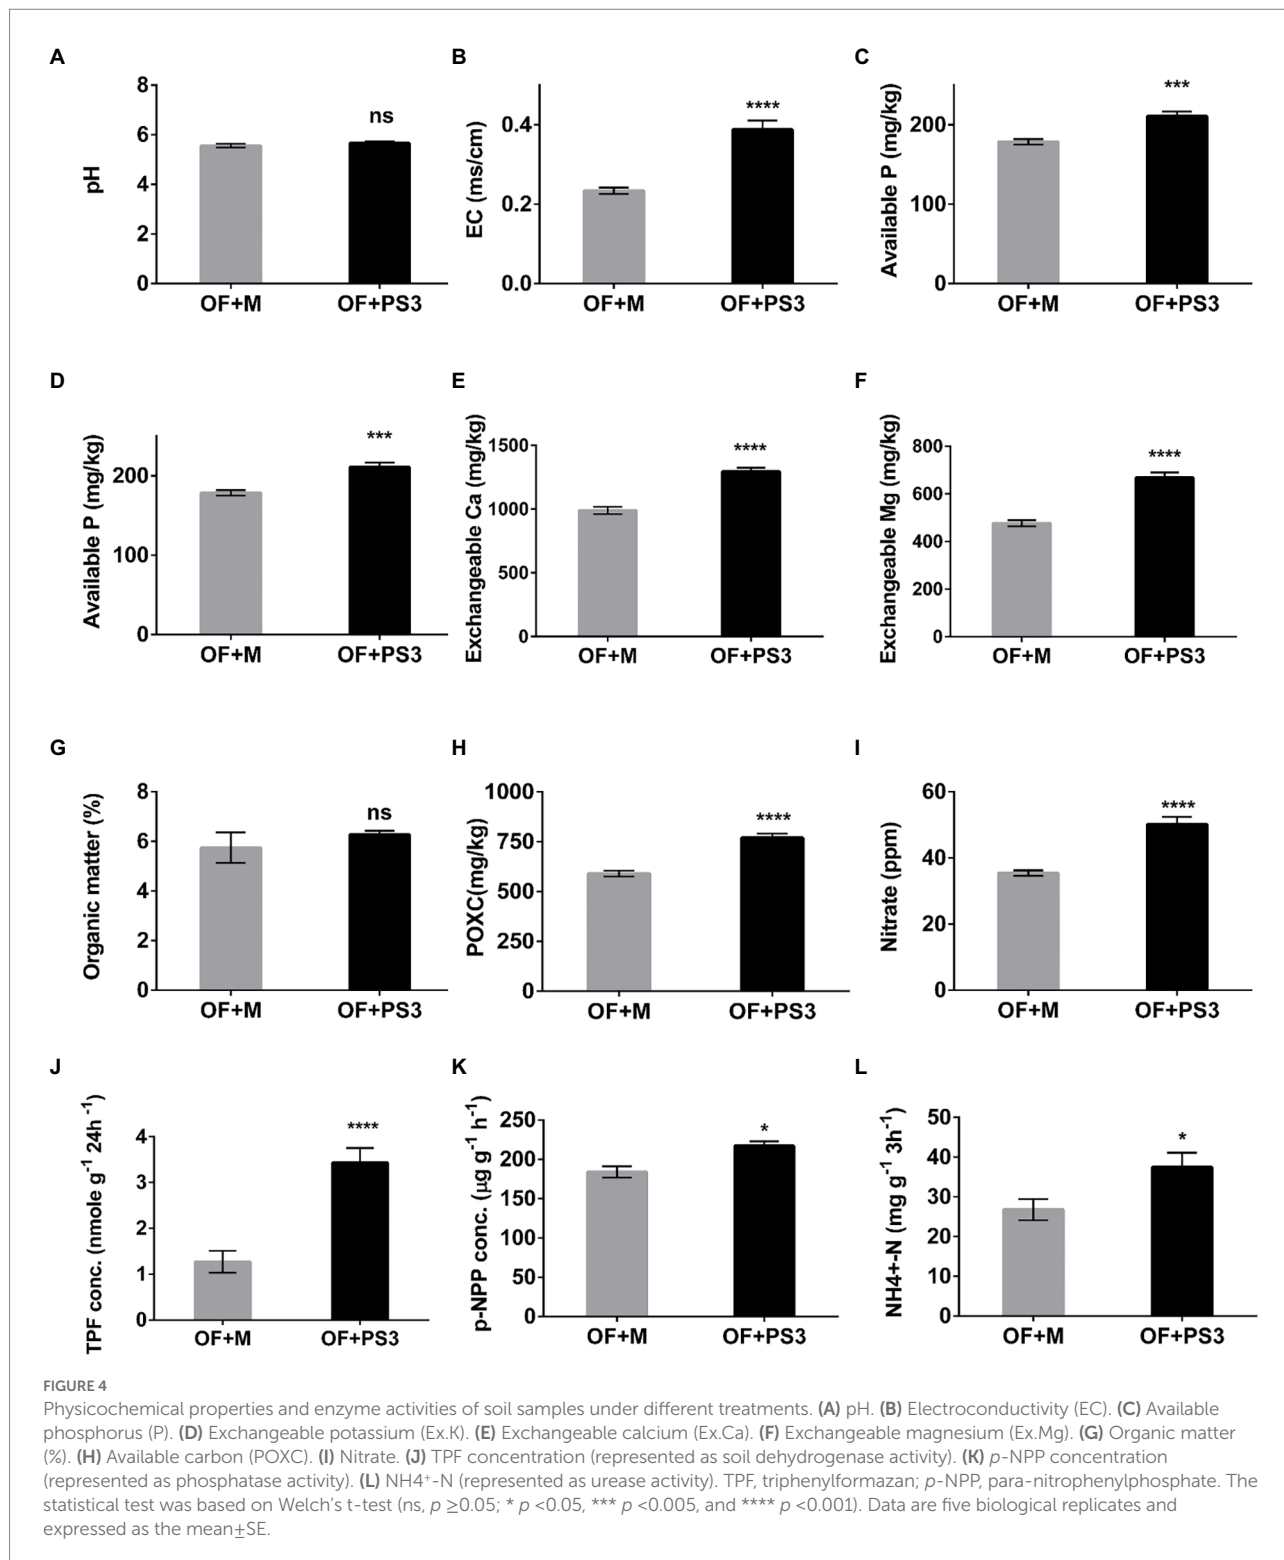 A
pH
8
6
4
2
0
ns
OF+M
OF+PS3
B
EC (ms/cm)
0.4
0.2
0.0
****
OF+M
OF+PS3
C
Available P (mg/kg)
200
100
0
***
OF+M
OF+PS3
D
Available P (mg/kg)
200
100
0
***
OF+M
OF+PS3
E
Exchangeable Ca (mg/kg)
1500
1000
500
0
****
OF+M
OF+PS3
F
Exchangeable Mg (mg/kg)
800
600
400
200
0
****
OF+M
OF+PS3
G
Organic matter (%)
8
6
4
2
0
ns
OF+M
OF+PS3
H
POXC(mg/kg)
1000
750
500
250
0
****
OF+M
OF+PS3
I
Nitrate (ppm)
60
40
20
0
****
OF+M
OF+PS3
J
TPF conc. (nmole g⁻¹ 24h ⁻¹)
4
3
2
1
0
****
OF+M
OF+PS3
K
p-NPP conc. (µg g⁻¹ h⁻¹)
250
200
150
100
50
0
*
OF+M
OF+PS3
L
NH4+-N (mg g⁻¹ 3h⁻¹)
50
40
30
20
10
0
*
OF+M
OF+PS3
FIGURE 4
Physicochemical properties and enzyme activities of soil samples under different treatments. (A) pH. (B) Electroconductivity (EC). (C) Available
phosphorus (P). (D) Exchangeable potassium (Ex.K). (E) Exchangeable calcium (Ex.Ca). (F) Exchangeable magnesium (Ex.Mg). (G) Organic matter
(%). (H) Available carbon (POXC). (I) Nitrate. (J) TPF concentration (represented as soil dehydrogenase activity). (K) p-NPP concentration
(represented as phosphatase activity). (L) NH4⁺-N (represented as urease activity). TPF, triphenylformazan; p-NPP, para-nitrophenylphosphate. The
statistical test was based on Welch's t-test (ns, p ≥0.05; * p <0.05, *** p <0.005, and **** p <0.001). Data are five biological replicates and
expressed as the mean±SE.